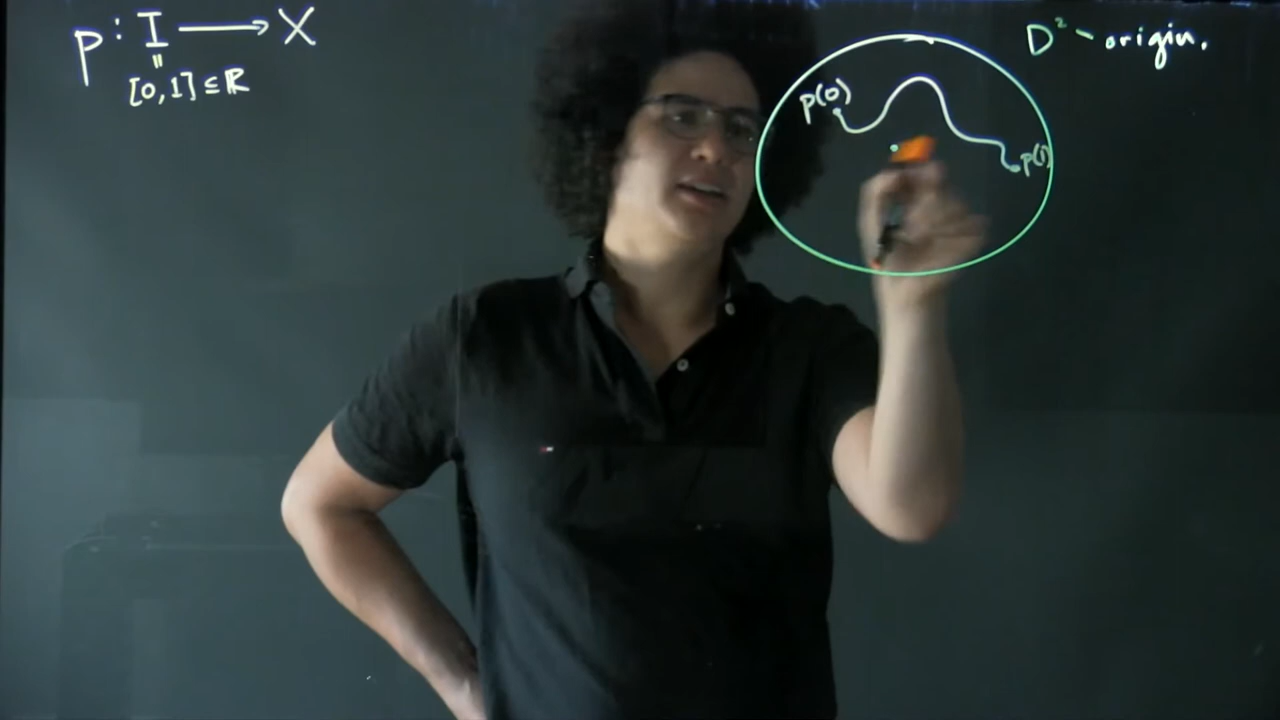 p : I ⟶ X
=
[0,1] ⊆ ℝ
D² - origin.
p(0)
p(1)